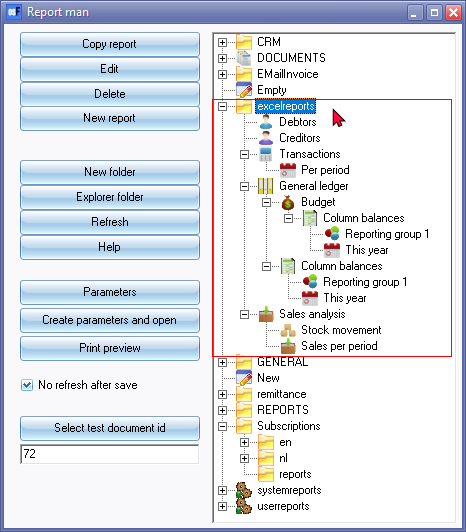 Report man
Copy report
Edit
Delete
New report
New folder
Explorer folder
Refresh
Help
Parameters
Create parameters and open
Print preview
No refresh after save
Select test document id
72
CRM
DOCUMENTS
EMailInvoice
Empty
excelreports
Debtors
Creditors
Transactions
Per period
General ledger
Budget
Column balances
Reporting group 1
This year
Column balances
Reporting group 1
This year
Sales analysis
Stock movement
Sales per period
GENERAL
New
remittance
REPORTS
Subscriptions
en
nl
reports
systemreports
userreports